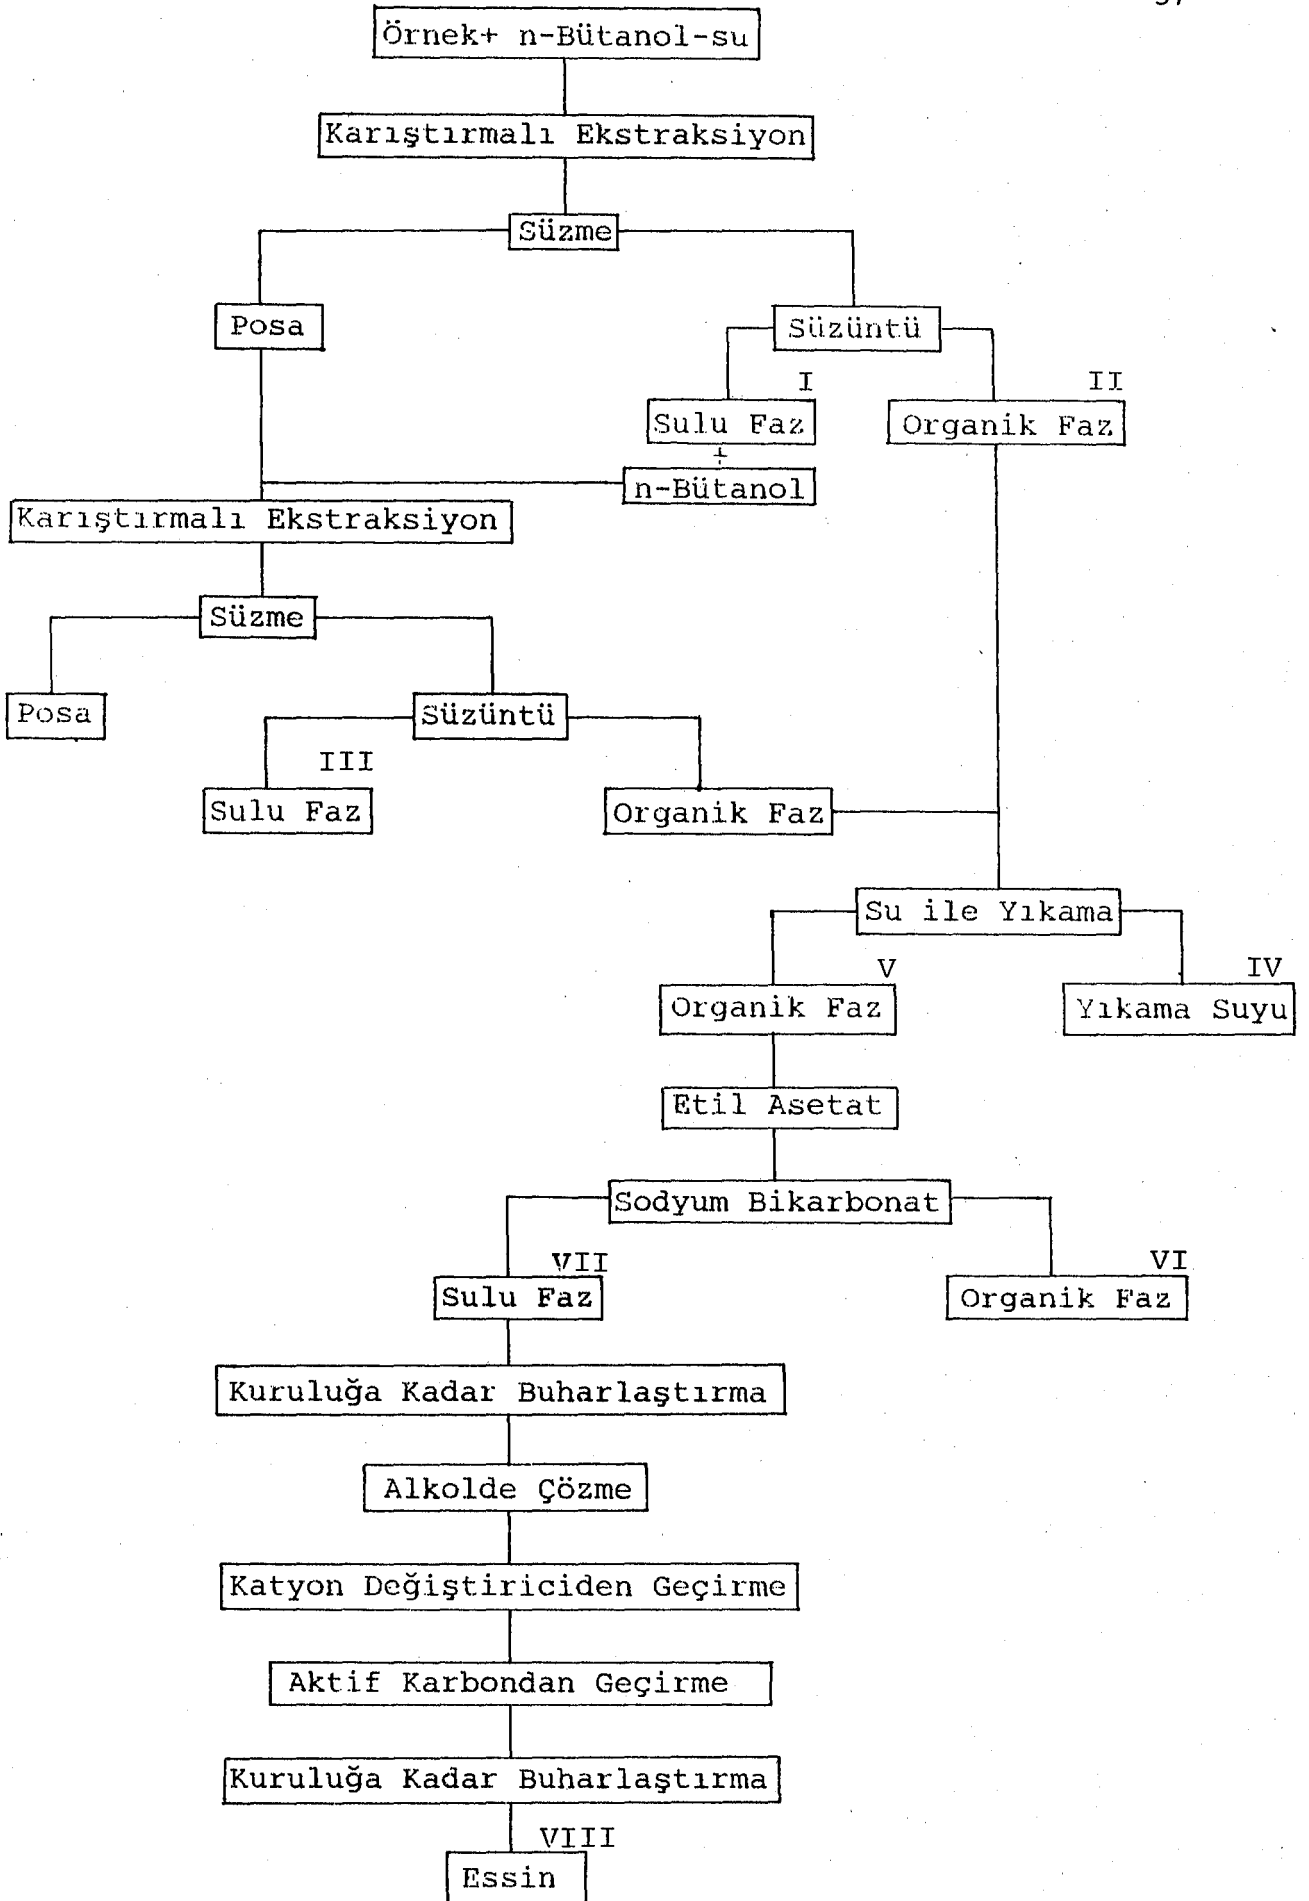 Örnek+ n-Bütanol-su
Karıştırmalı Ekstraksiyon
Süzme
Posa
Süzüntü
I
II
Sulu Faz
Organik Faz
+
n-Bütanol
Karıştırmalı Ekstraksiyon
Süzme
Posa
Süzüntü
III
Sulu Faz
Organik Faz
Su ile Yıkama
V
IV
Organik Faz
Yıkama Suyu
Etil Asetat
Sodyum Bikarbonat
VII
VI
Sulu Faz
Organik Faz
Kuruluğa Kadar Buharlaştırma
Alkolde Çözme
Katyon Değiştiriciden Geçirme
Aktif Karbondan Geçirme
Kuruluğa Kadar Buharlaştırma
VIII
Essin